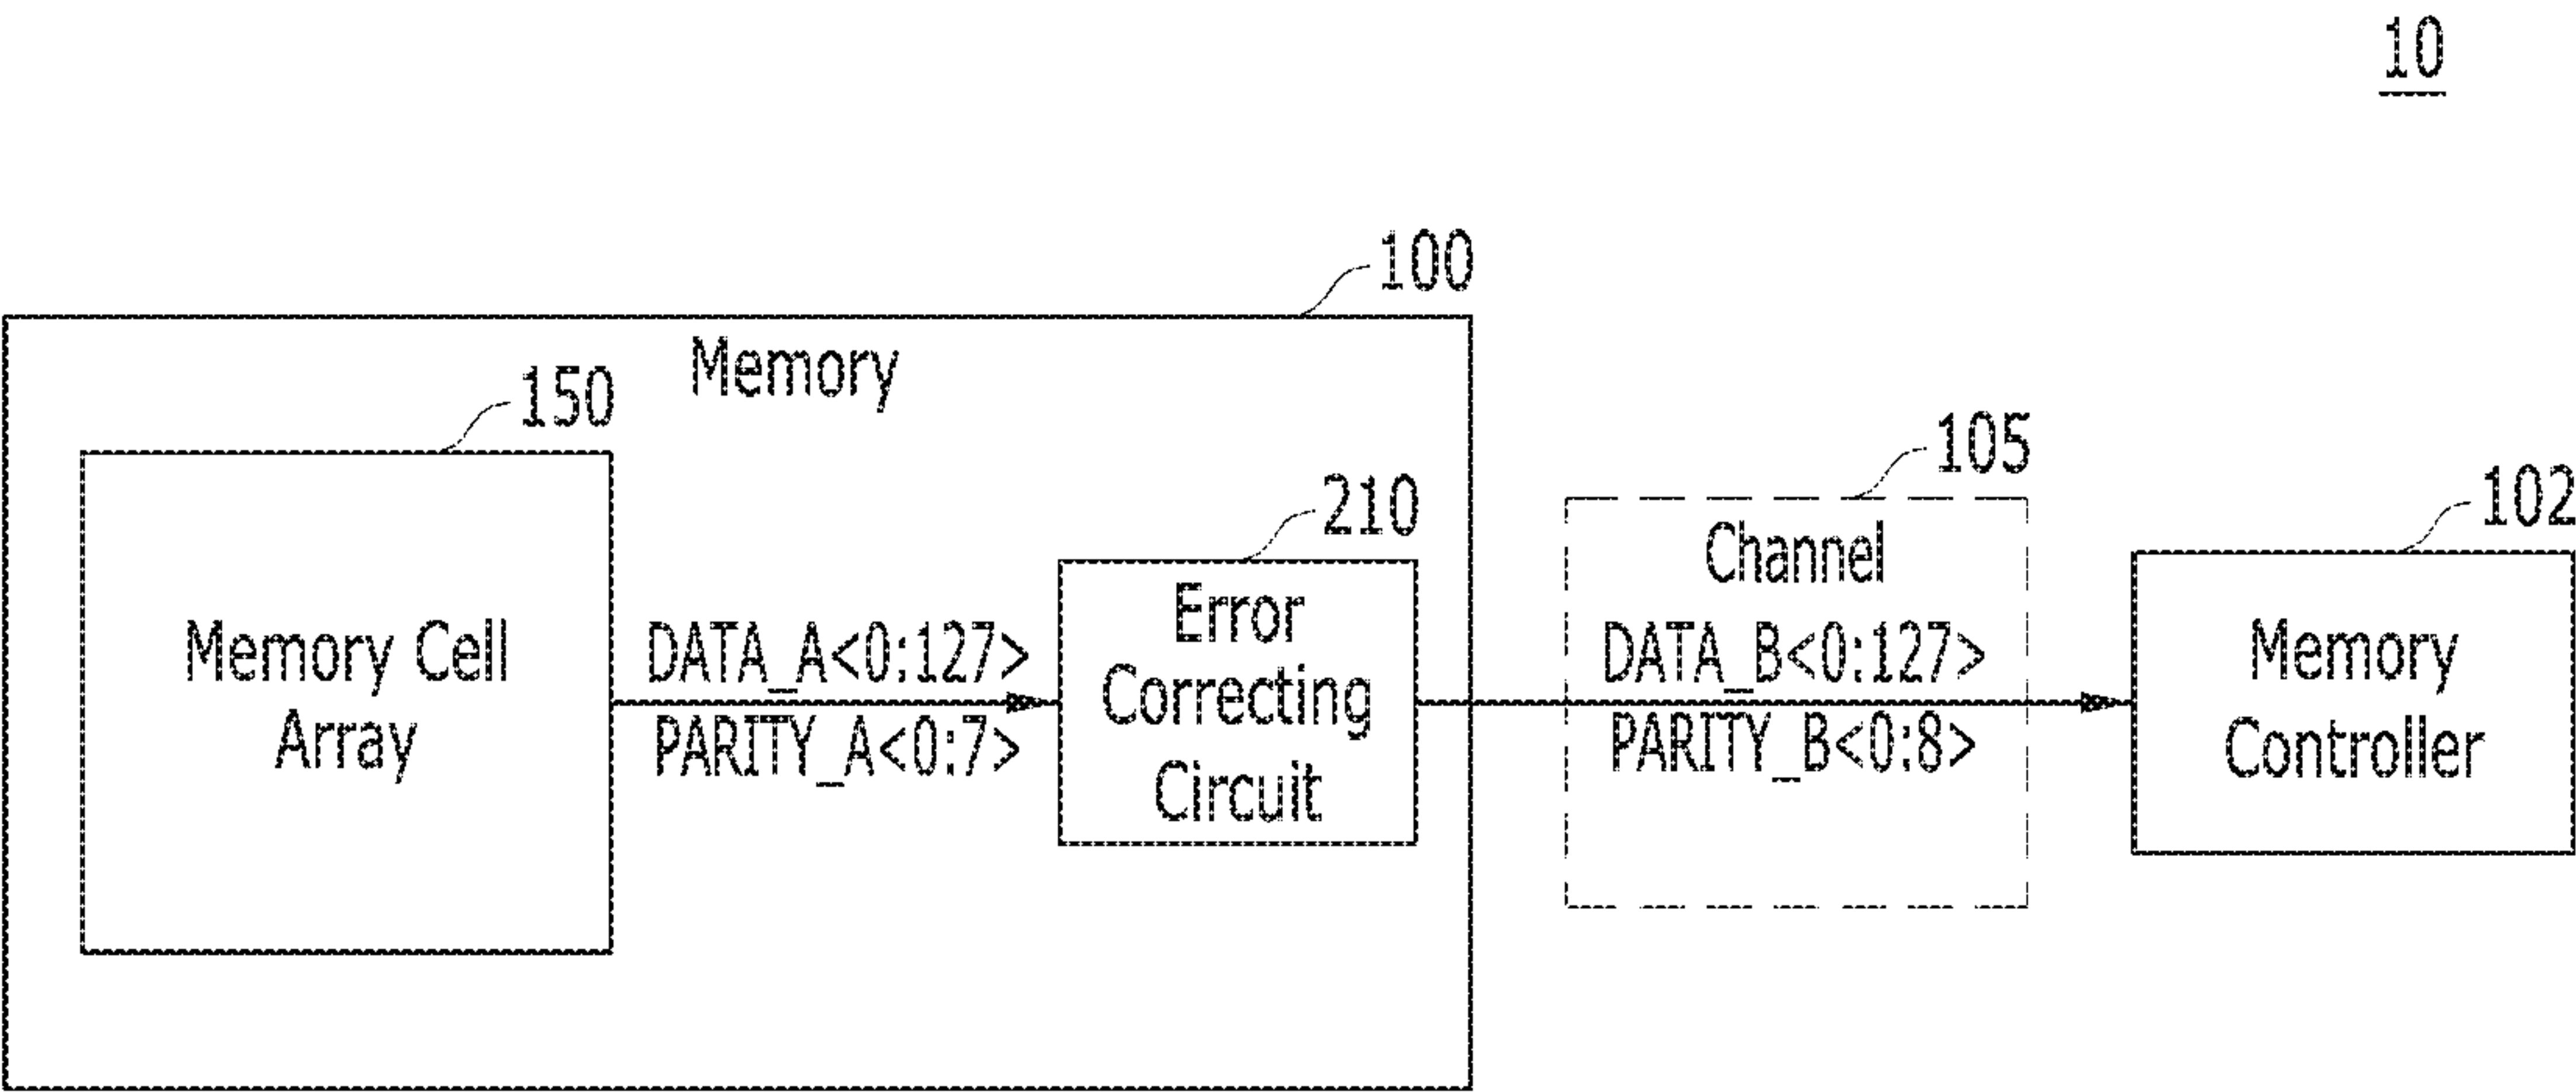 10
100
Memory
150
105
210
102
Channel
Error
Correcting
Circuit
Memory Cell
Array
DATA_A<0:127>
PARITY_A<0:7>
DATA_B<0:127>
PARITY_B<0:8>
Memory
Controller